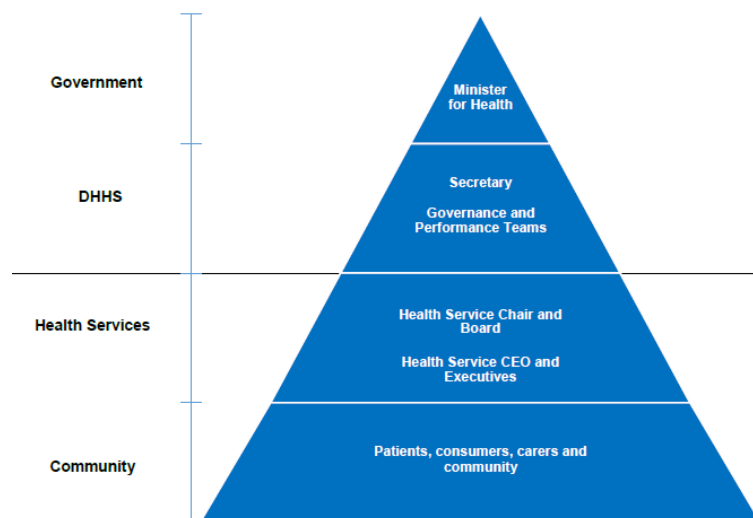 Government
Minister
for Health
DHHS
Secretary
Governance and
Performance Teams
Health Services
Health Service Chair and
Board
Health Service CEO and
Executives
Community
Patients, consumers, carers and
community